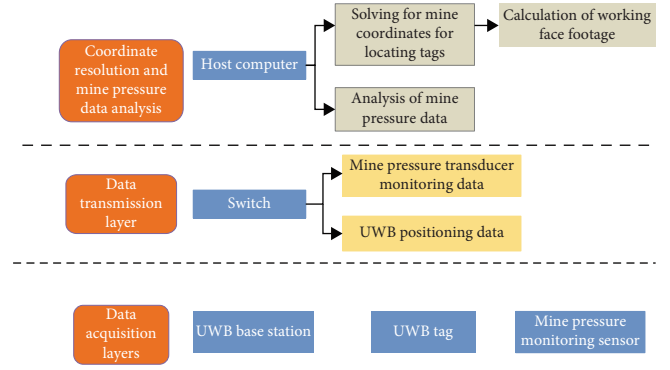 Coordinate
resolution and
mine pressure
data analysis
Host computer
Solving for mine
coordinates for
locating tags
Calculation of working
face footage
Analysis of mine
pressure data
Data
transmission
layer
Switch
Mine pressure transducer
monitoring data
UWB positioning data
Data
acquisition
layers
UWB base station
UWB tag
Mine pressure
monitoring sensor